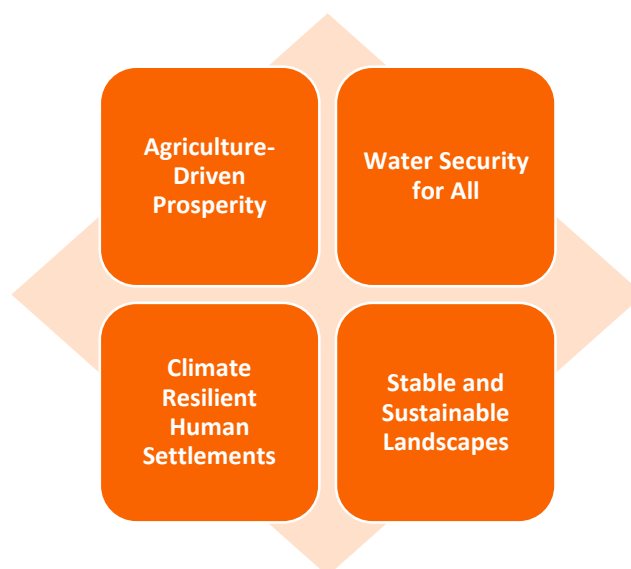 Agriculture-
Driven
Prosperity
Water Security
for All
Climate
Resilient
Human
Settlements
Stable and
Sustainable
Landscapes